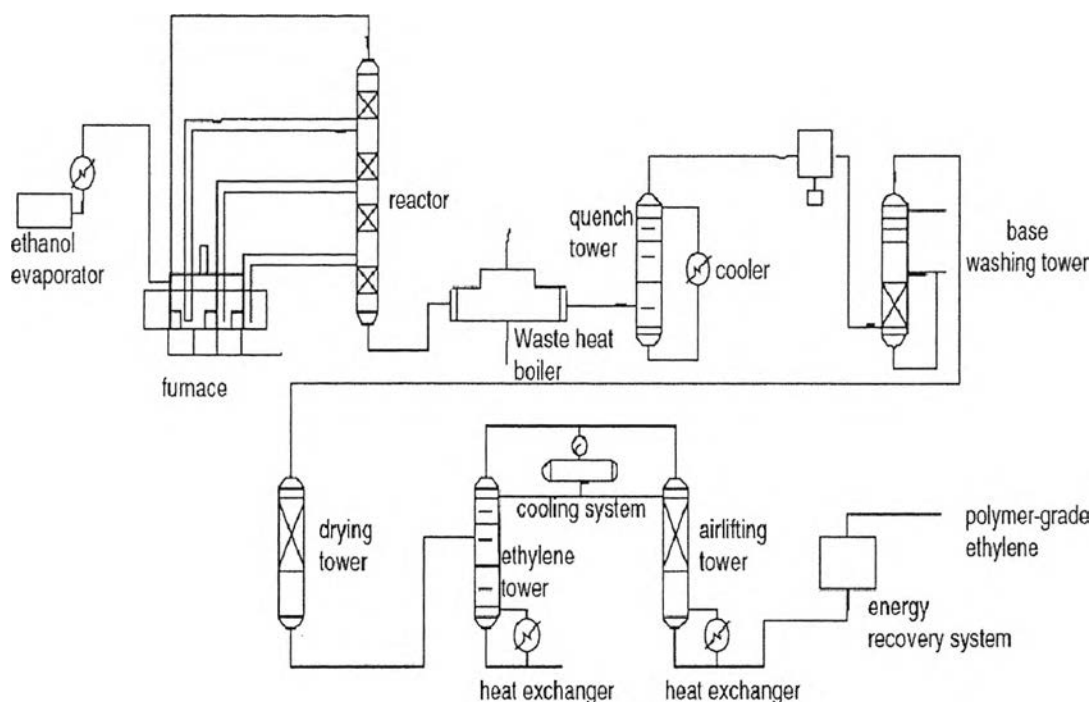 ethanol
evaporator
furnace
reactor
Waste heat
boiler
quench
tower
cooler
base
washing tower
drying
tower
cooling system
ethylene
tower
heat exchanger
airlifting
tower
heat exchanger
polymer-grade
ethylene
energy
recovery system